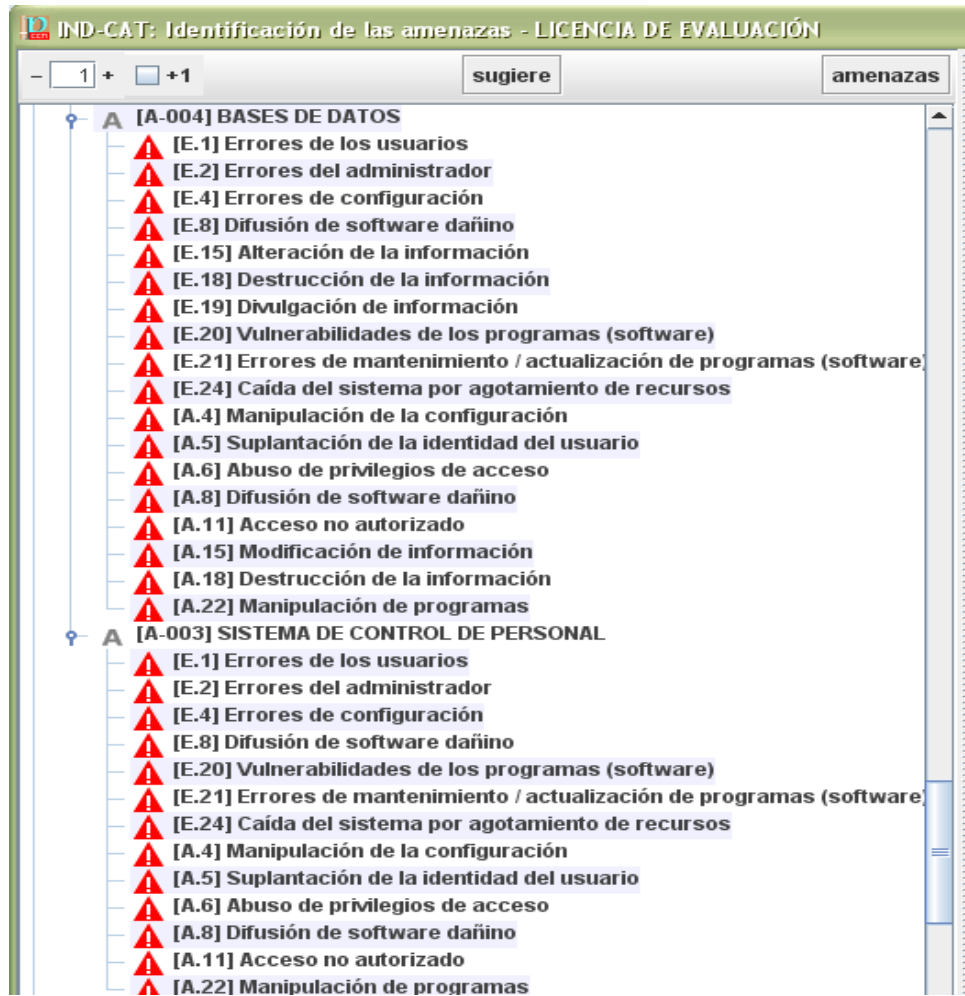 IND-CAT: Identificación de las amenazas - LICENCIA DE EVALUACIÓN
– 1 + +1 sugiere amenazas
A [A-004] BASES DE DATOS
[E.1] Errores de los usuarios
[E.2] Errores del administrador
[E.4] Errores de configuración
[E.8] Difusión de software dañino
[E.15] Alteración de la información
[E.18] Destrucción de la información
[E.19] Divulgación de información
[E.20] Vulnerabilidades de los programas (software)
[E.21] Errores de mantenimiento / actualización de programas (software)
[E.24] Caída del sistema por agotamiento de recursos
[A.4] Manipulación de la configuración
[A.5] Suplantación de la identidad del usuario
[A.6] Abuso de privilegios de acceso
[A.8] Difusión de software dañino
[A.11] Acceso no autorizado
[A.15] Modificación de información
[A.18] Destrucción de la información
[A.22] Manipulación de programas
A [A-003] SISTEMA DE CONTROL DE PERSONAL
[E.1] Errores de los usuarios
[E.2] Errores del administrador
[E.4] Errores de configuración
[E.8] Difusión de software dañino
[E.20] Vulnerabilidades de los programas (software)
[E.21] Errores de mantenimiento / actualización de programas (software)
[E.24] Caída del sistema por agotamiento de recursos
[A.4] Manipulación de la configuración
[A.5] Suplantación de la identidad del usuario
[A.6] Abuso de privilegios de acceso
[A.8] Difusión de software dañino
[A.11] Acceso no autorizado
[A.22] Manipulación de programas